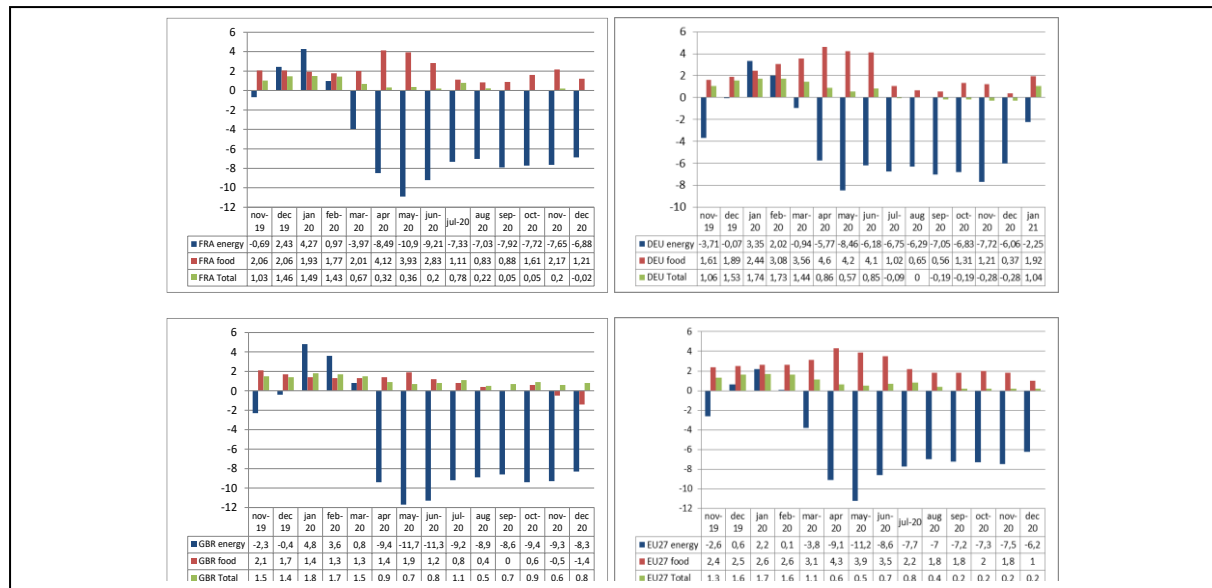 6
4
2
0
-2
-4
-6
-8
-10
-12
nov-19 dec 19 jan 20 feb-20 mar-20 apr 20 may-20 jun-20 jul-20 aug 20 sep-20 oct-20 nov-20 dec 20
FRA energy -0,69 2,43 4,27 0,97 -3,97 -8,49 -10,9 -9,21 -7,33 -7,03 -7,92 -7,72 -7,65 -6,88
FRA food 2,06 2,06 1,93 1,77 2,01 4,12 3,93 2,83 1,11 0,83 0,88 1,61 2,17 1,21
FRA Total 1,03 1,46 1,49 1,43 0,67 0,32 0,36 0,2 0,78 0,22 0,05 0,05 0,2 -0,02
6
4
2
0
-2
-4
-6
-8
-10
nov-19 dec 19 jan 20 feb-20 mar-20 apr 20 may-20 jun-20 jul-20 aug 20 sep-20 oct-20 nov-20 dec 20 jan 21
DEU energy -3,71 -0,07 3,35 2,02 -0,94 -5,77 -8,46 -6,18 -6,75 -6,29 -7,05 -6,83 -7,72 -6,06 -2,25
DEU food 1,61 1,89 2,44 3,08 3,56 4,6 4,2 4,1 1,02 0,65 0,56 1,31 1,21 0,37 1,92
DEU Total 1,06 1,53 1,74 1,73 1,44 0,86 0,57 0,85 -0,09 0 -0,19 -0,19 -0,28 -0,28 1,04
6
4
2
0
-2
-4
-6
-8
-10
-12
nov-19 dec 19 jan 20 feb-20 mar-20 apr 20 may-20 jun-20 jul-20 aug 20 sep-20 oct-20 nov-20 dec 20
GBR energy -2,3 -0,4 4,8 3,6 0,8 -9,4 -11,7 -11,3 -9,2 -8,9 -8,6 -9,4 -9,3 -8,3
GBR food 2,1 1,7 1,4 1,3 1,3 1,4 1,9 1,2 0,8 0,4 0 0,6 -0,5 -1,4
GBR Total 1,5 1,4 1,8 1,7 1,5 0,9 0,7 0,8 1,1 0,5 0,7 0,9 0,6 0,8
6
4
2
0
-2
-4
-6
-8
-10
-12
nov-19 dec 19 jan 20 feb-20 mar-20 apr 20 may-20 jun-20 jul-20 aug 20 sep-20 oct-20 nov-20 dec 20
EU27 energy -2,6 0,6 2,2 0,1 -3,8 -9,1 -11,2 -8,6 -7,7 -7 -7,2 -7,3 -7,5 -6,2
EU27 food 2,4 2,5 2,6 2,6 3,1 4,3 3,9 3,5 2,2 1,8 1,8 2 1,8 1
EU27 Total 1,3 1,6 1,7 1,6 1,1 0,6 0,5 0,7 0,8 0,4 0,2 0,2 0,2 0,2